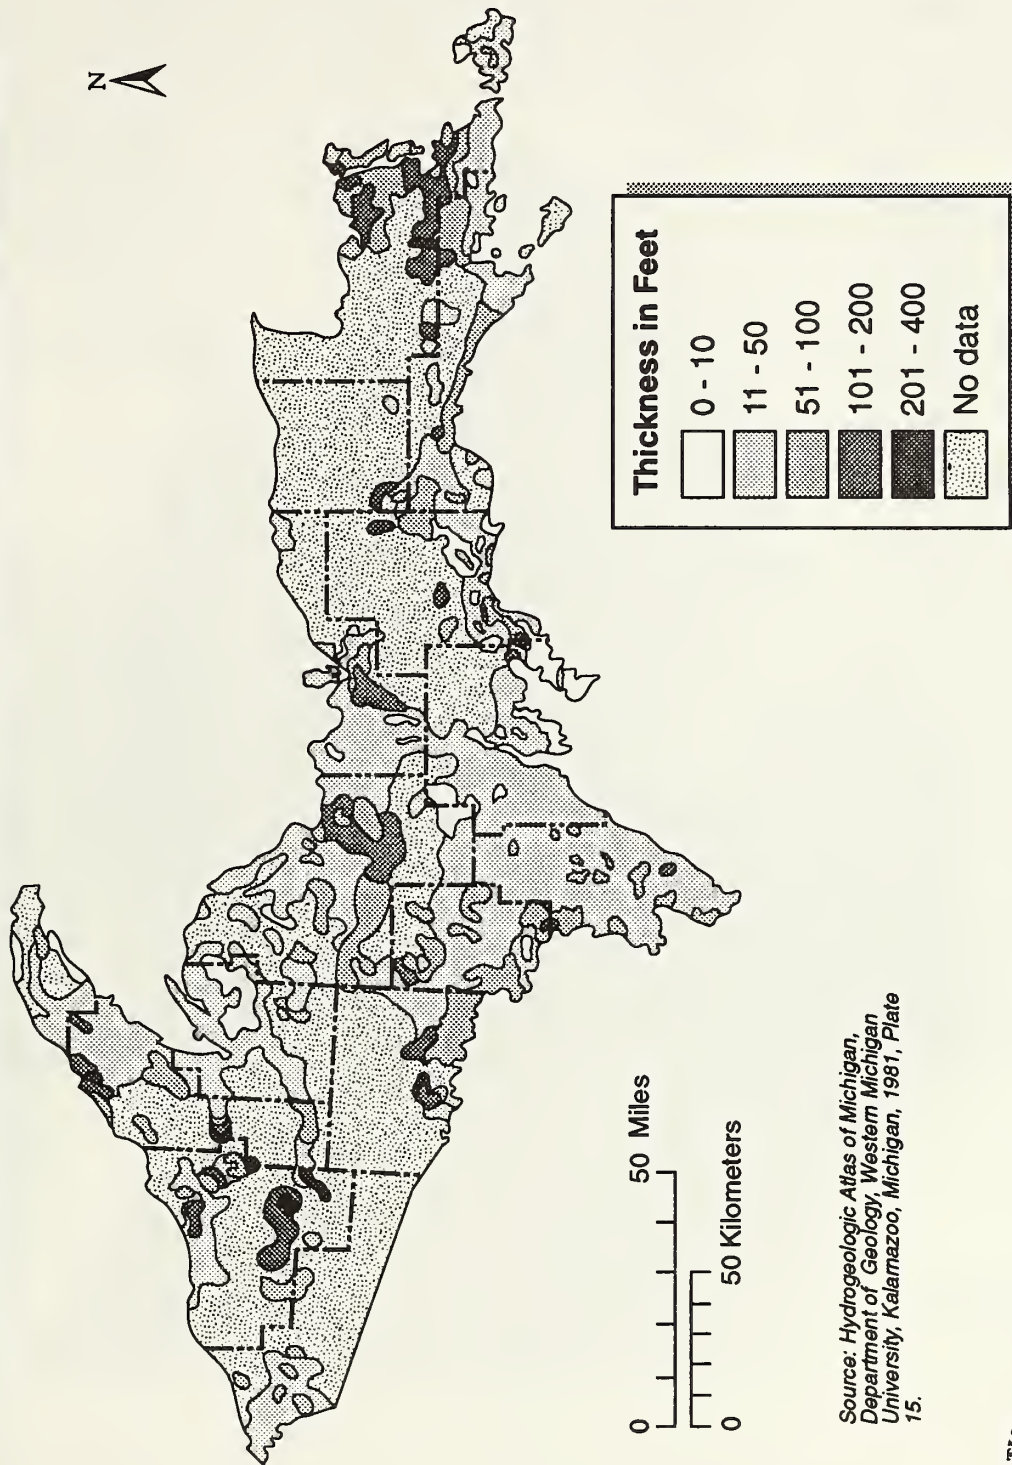 N
Thickness in Feet
0 - 10
11 - 50
51 - 100
101 - 200
201 - 400
No data
0 50 Miles
0 50 Kilometers
Source: Hydrogeologic Atlas of Michigan,
Department of Geology, Western Michigan
University, Kalamazoo, Michigan, 1981, Plate
15.